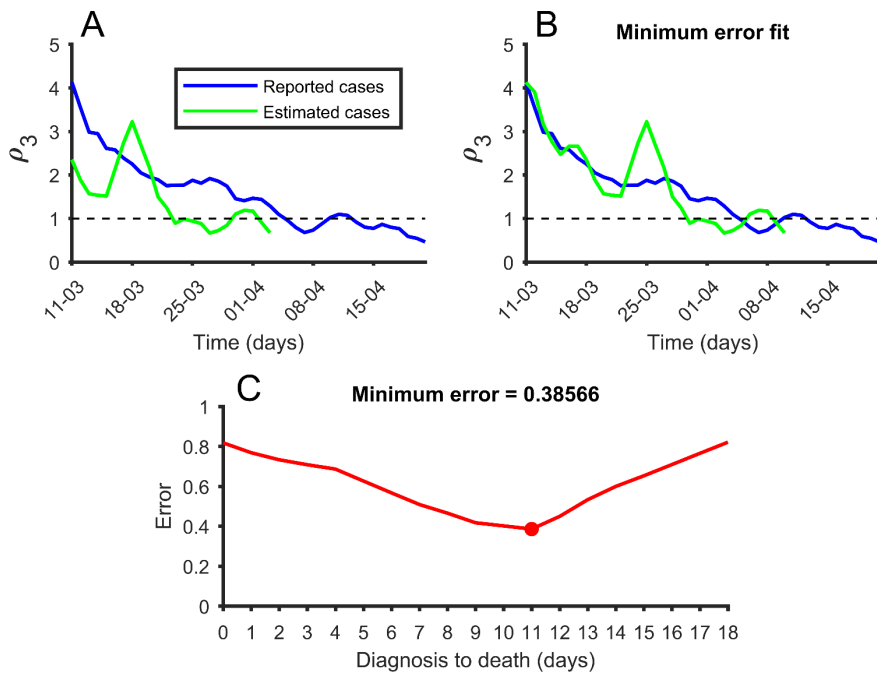 A
5
4
3
2
1
0
ρ3
Reported cases
Estimated cases
11-03
18-03
25-03
01-04
08-04
15-04
Time (days)
B
Minimum error fit
5
4
3
2
1
0
ρ3
11-03
18-03
25-03
01-04
08-04
15-04
Time (days)
C
Minimum error = 0.38566
1
0.8
0.6
0.4
0.2
0
Error
0 1 2 3 4 5 6 7 8 9 10 11 12 13 14 15 16 17 18
Diagnosis to death (days)